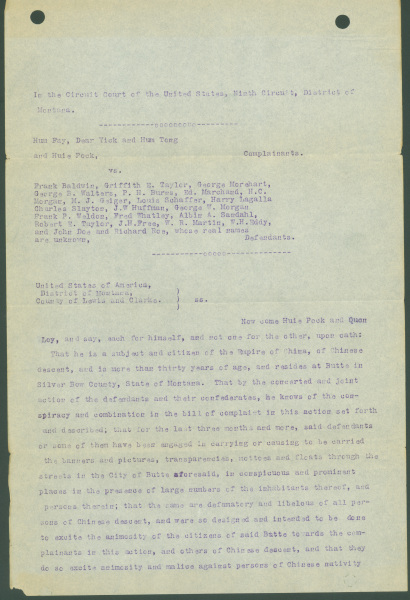 In the Circuit Court of the United States, Ninth Circuit, District of
Montana.
Hum Fay, Dear Yick and Hum Tong
and Huie Pock, Complainants.
vs.
Frank Baldwin, Griffith H. Taylor, George
George B. Walters, P. H. Burns, Ed. Marchand, H.C.
Morgan, M. J. Geiger, Louis Schaffer, Harry Lagalla
Charles Slayton, J.W Huffman, George W. Morgan
Frank P. Valdon, Fred Whatley, Albin A. Sandahl,
Robert W. Taylor, J.N.Free, W. R. Martin, W.H.Eddy,
and John Doe and Richard Roe, whose real names
are unknown, Defendants.
United States of America,
District of Montana, )
County of Lewis and Clarke. ) ss.
Now came Huie Pock and Quon
Loy, and say, each for himself, and not one for the other, upon oath:
That he is a subject and citizen of the Empire of China, of Chinese
descent, and is more than thirty years of age, and resides at Butte in
Silver Bow County, State of Montana. That by the concerted and joint
action of the defendants and their confederates, he knows of the con-
spiracy and combination in the bill of complaint in this action set forth
and described; that for the last three months and more, said defendants
or some of them have been engaged in carrying or causing to be carried
the banners and pictures, transparencies, mottoes and floats through the
streets in the City of Butte aforesaid, in conspicuous and prominent
places in the presence of large numbers of the inhabitants thereof, and
persons therein; that the same are defamatory and libelous of all per-
sons of Chinese descent, and were so designed and intended to be done
to excite the animosity of the citizens of said Butte towards the com-
plainants in this action, and others of Chinese descent, and that they
do so excite animosity and malice against persons of Chinese nativity